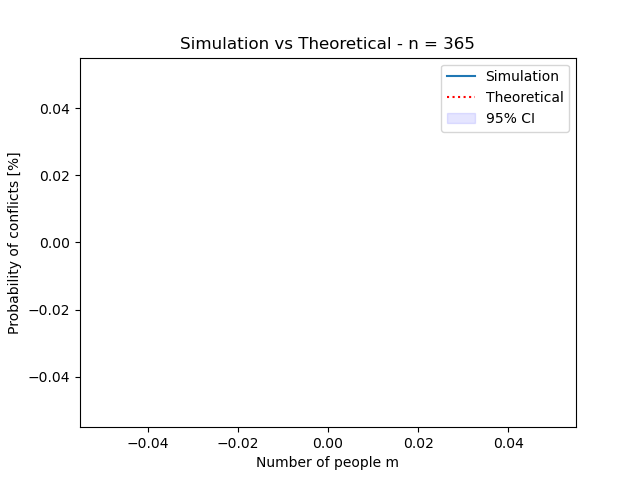 Simulation vs Theoretical - n = 365
Simulation
Theoretical
95% CI
Probability of conflicts [%]
0.04
0.02
0.00
−0.02
−0.04
−0.04
−0.02
0.00
0.02
0.04
Number of people m